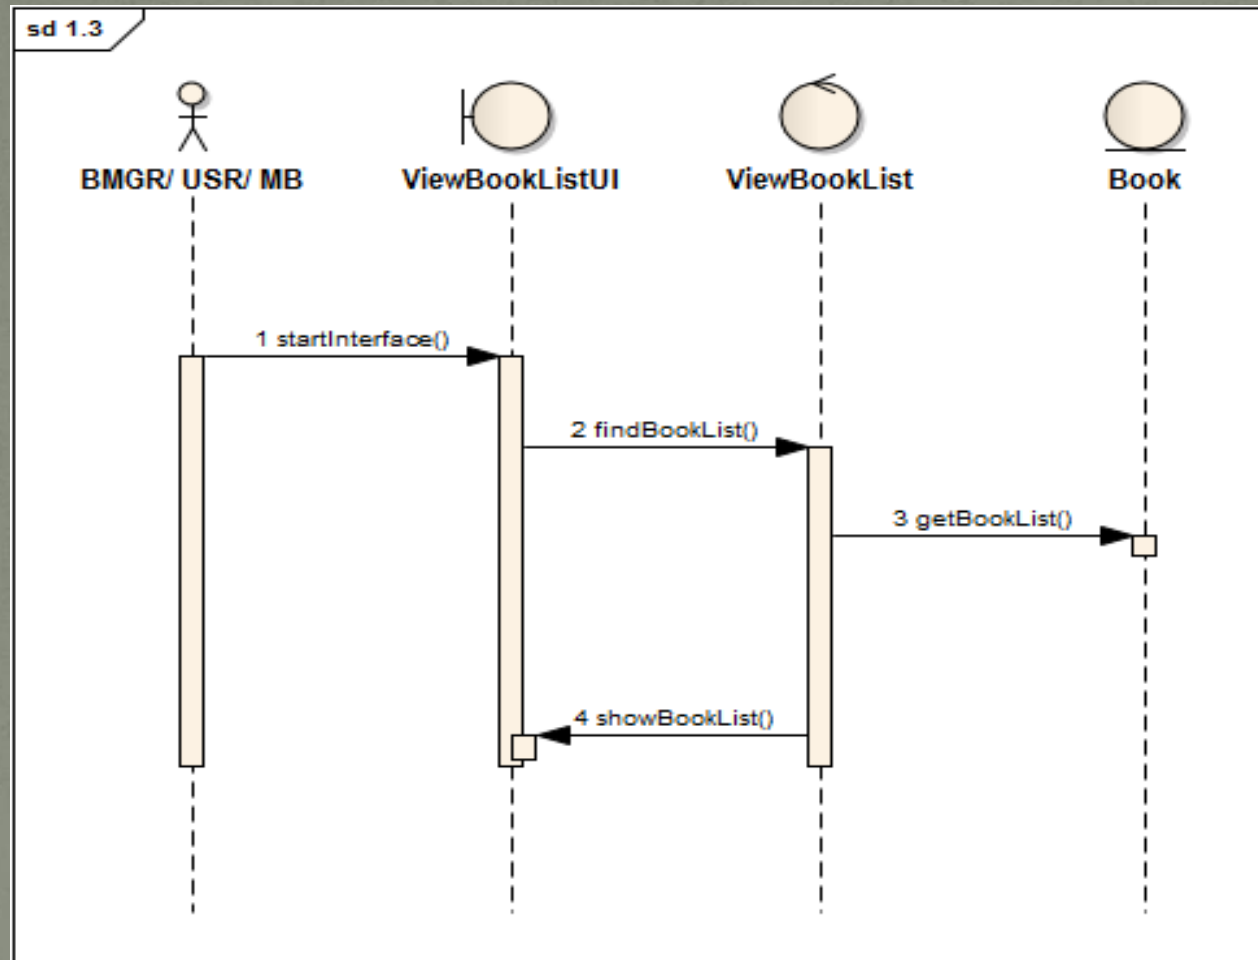 sd 1.3
BMGR/ USR/ MB
ViewBookListUI
ViewBookList
Book
1 startInterface()
2 findBookList()
3 getBookList()
4 showBookList()